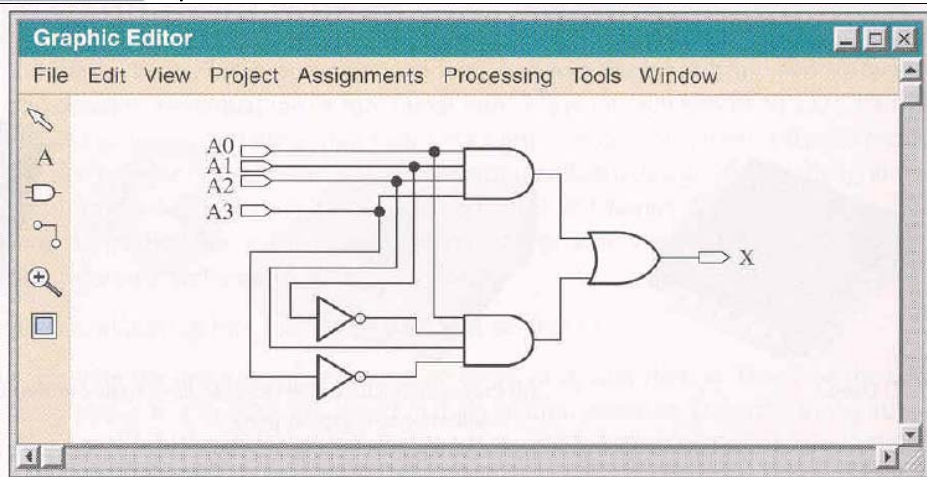 Graphic Editor
File Edit View Project Assignments Processing Tools Window
A0
A1
A2
A3
A
X